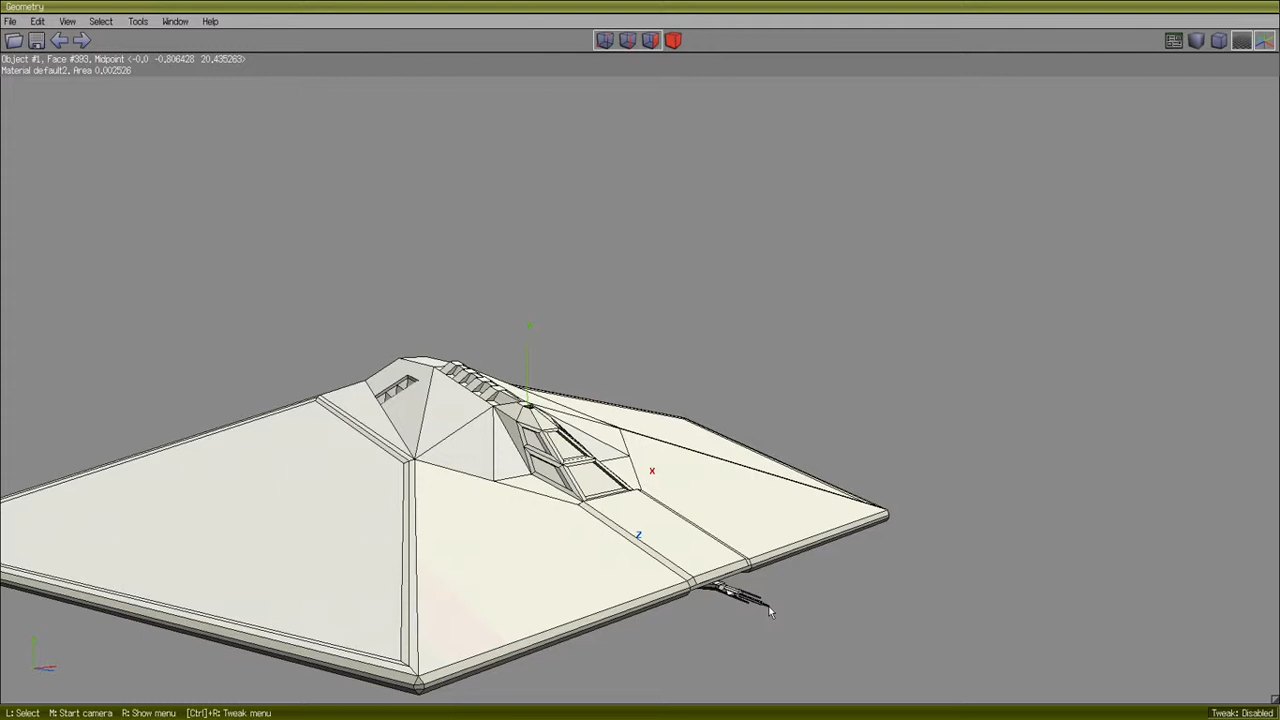 Geometry
File Edit View Select Tools Window Help
Object #1, Face #393, Midpoint <-0.0 -0.806428 20.435263>
Material default2, Area 0.002526
X
Z
L: Select M: Start camera R: Show menu [Ctrl]+R: Tweak menu
Tweak: Disabled